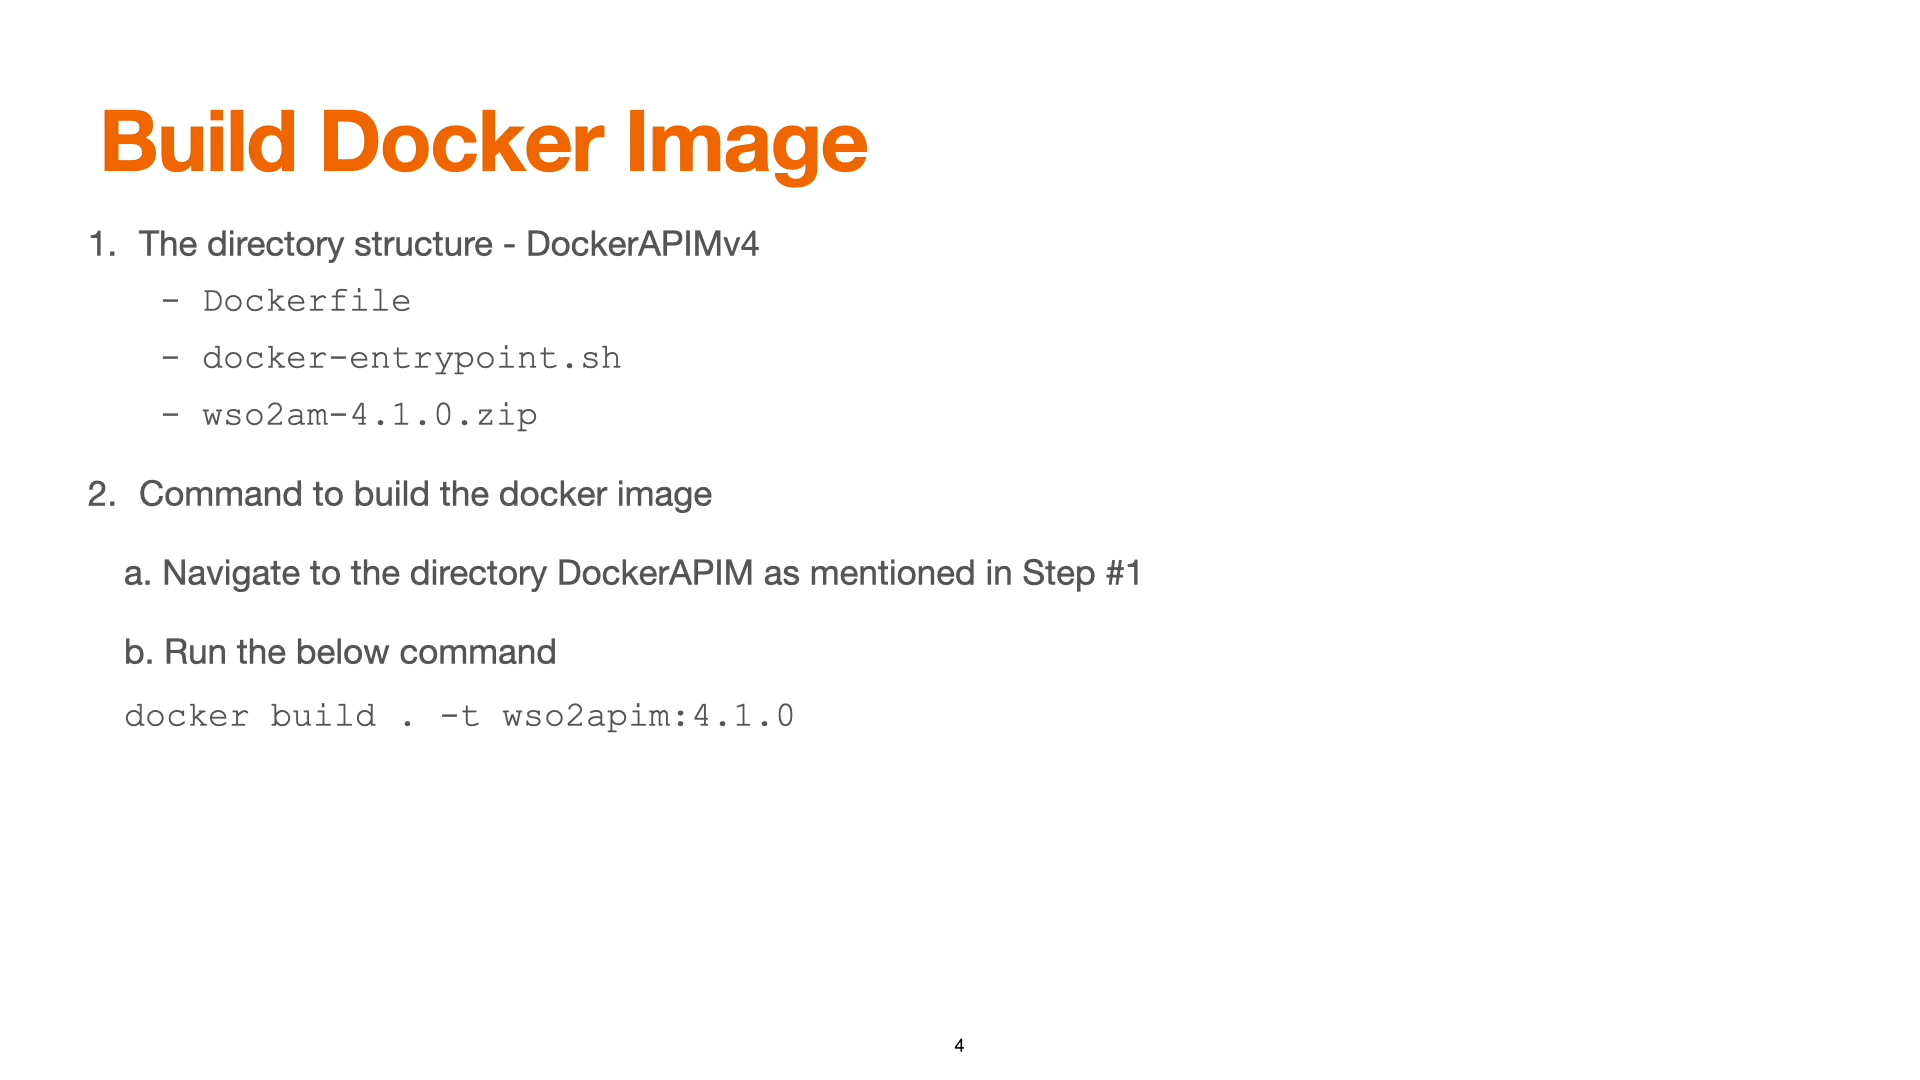 Build Docker Image
1. The directory structure - DockerAPIMv4
- Dockerfile
- docker-entrypoint.sh
- wso2am-4.1.0.zip
2. Command to build the docker image
a. Navigate to the directory DockerAPIM as mentioned in Step #1
b. Run the below command
docker build . -t wso2apim:4.1.0
4